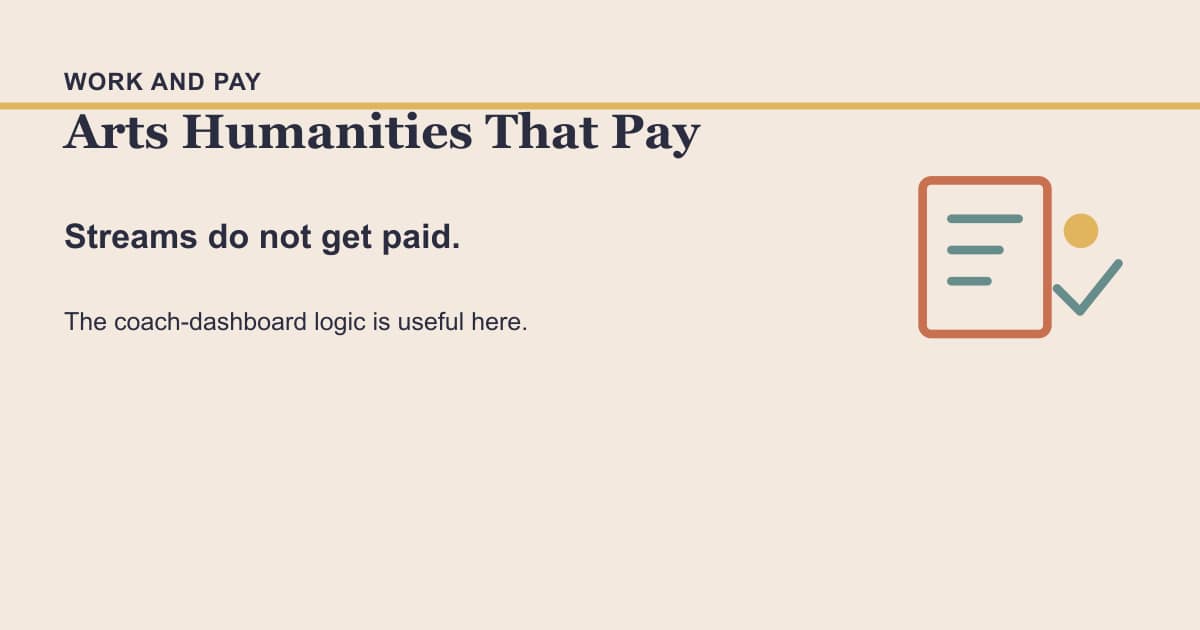 WORK AND PAY
Arts Humanities That Pay
Streams do not get paid.
The coach-dashboard logic is useful here.